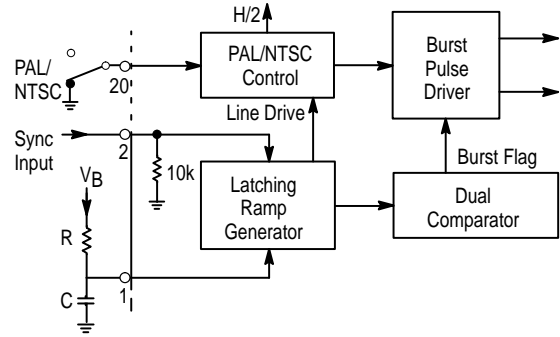 H/2
PAL/
NTSC
20
PAL/NTSC
Control
Burst
Pulse
Driver
Line Drive
Sync
Input
2
10k
Latching
Ramp
Generator
Burst Flag
Dual
Comparator
VB
R
C
1